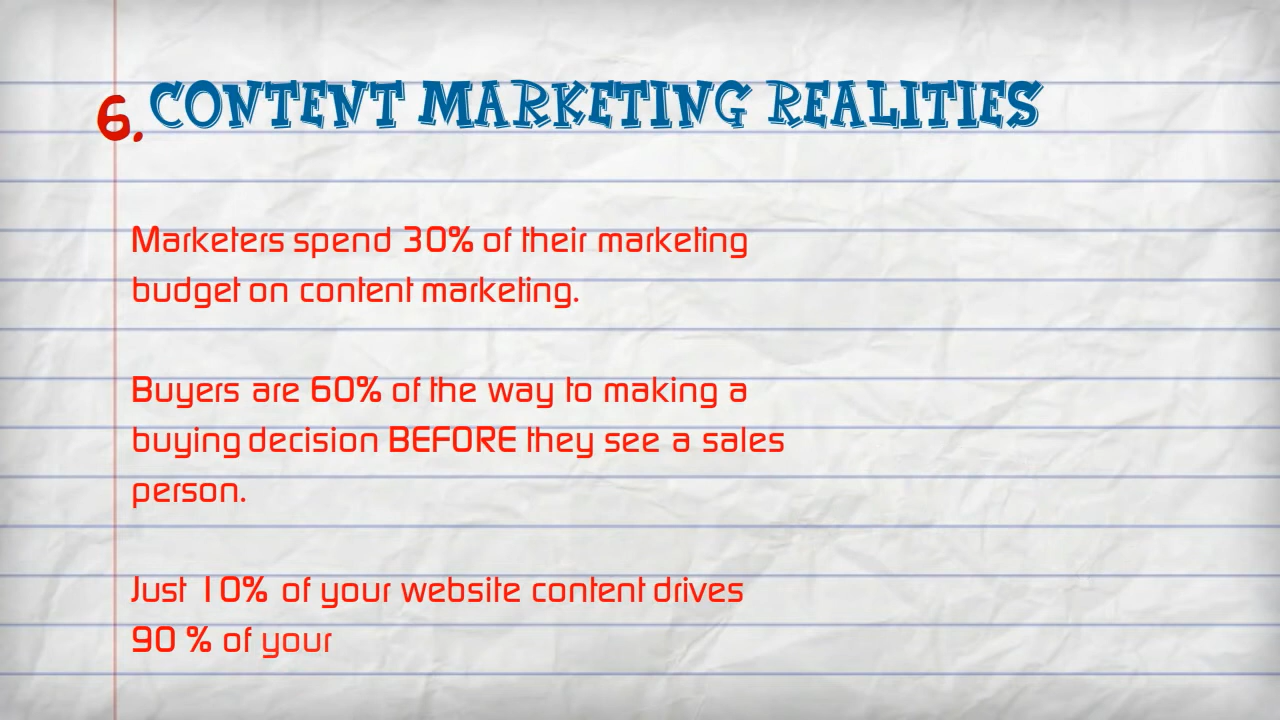 6. CONTENT MARKETING REALITIES
Marketers spend 30% of their marketing
budget on content marketing.
Buyers are 60% of the way to making a
buying decision BEFORE they see a sales
person.
Just 10% of your website content drives
90 % of your